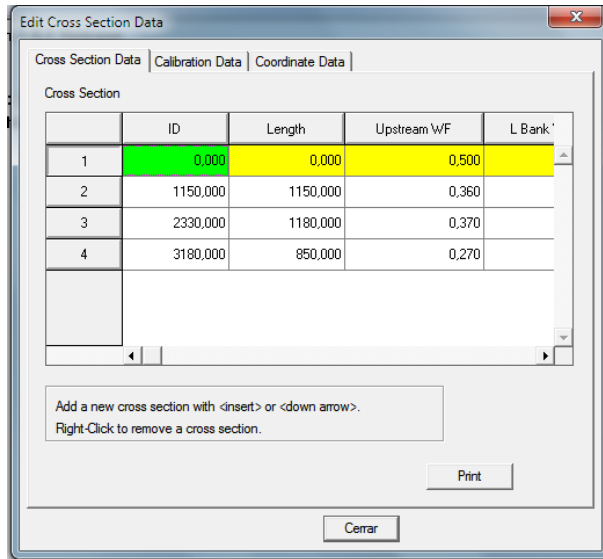 Edit Cross Section Data
Cross Section Data Calibration Data Coordinate Data
Cross Section
ID Length Upstream WF L Bank
1 0,000 0,000 0,500
2 1150,000 1150,000 0,360
3 2330,000 1180,000 0,370
4 3180,000 850,000 0,270
Add a new cross section with <insert> or <down arrow>.
Right-Click to remove a cross section.
Print
Cerrar